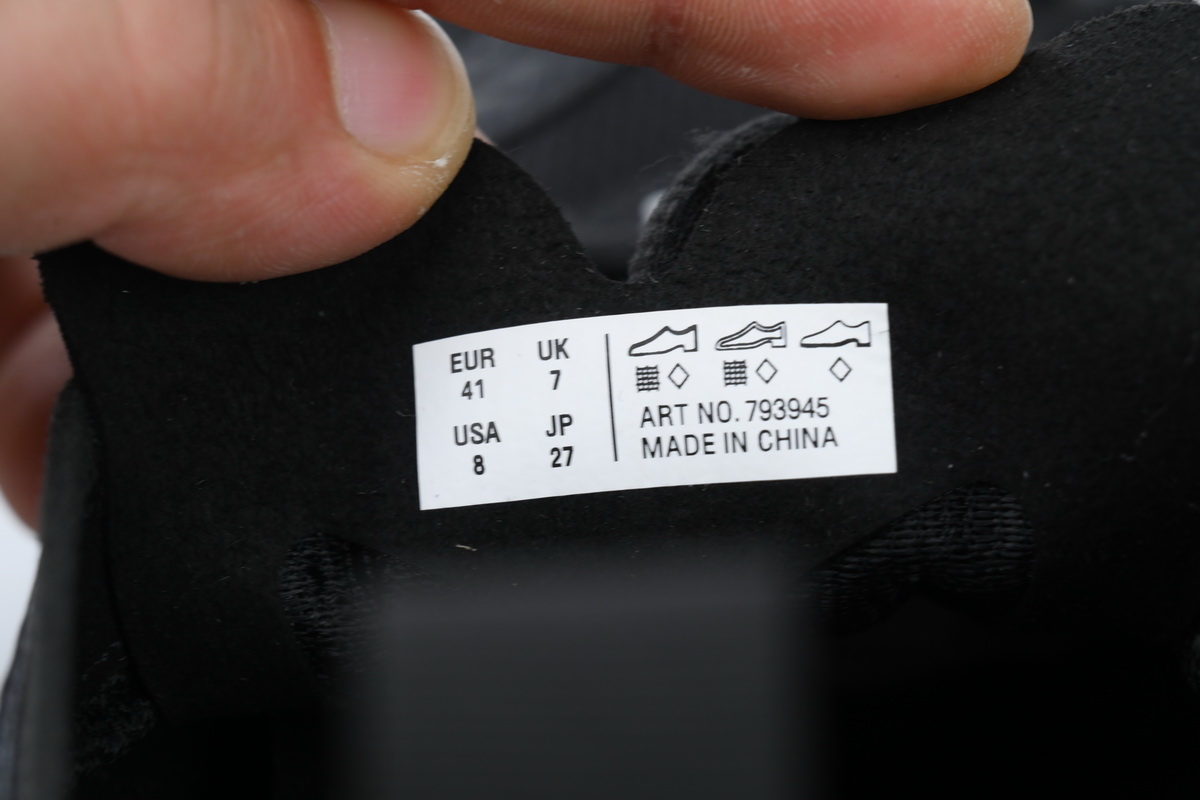 EUR UK
41 7
USA JP
8 27
ART NO. 793945
MADE IN CHINA